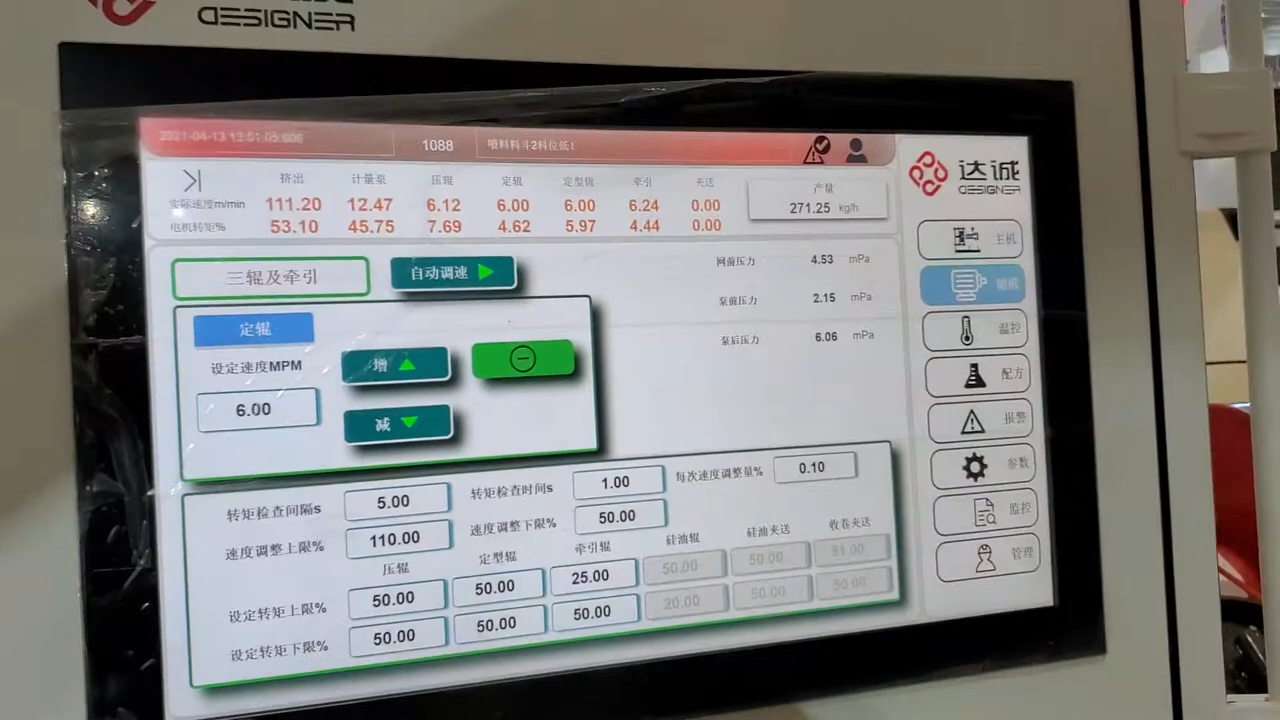 DESIGNER
2021-04-13 12:51:05:606 1088 喂料料斗2料位低!
达诚
DESIGNER
挤出 计量泵 压辊 定辊 定型辊 牵引 夹送
实际速度m/min 111.20 12.47 6.12 6.00 6.00 6.24 0.00
电机转矩% 53.10 45.75 7.69 4.62 5.97 4.44 0.00
产量
271.25 kg/h
三辊及牵引 自动调速
网前压力 4.53 mPa
泵前压力 2.15 mPa
泵后压力 6.06 mPa
定辊
设定速度MPM
6.00
增
减
转矩检查间隔s 5.00 转矩检查时间s 1.00 每次速度调整量% 0.10
速度调整上限% 110.00 速度调整下限% 50.00
压辊 定型辊 牵引辊 硅油辊 硅油夹送 收卷夹送
设定转矩上限% 50.00 50.00 25.00 50.00 50.00 51.00
设定转矩下限% 50.00 50.00 50.00 20.00 50.00 50.00
主机
辅机
温控
配方
报警
参数
监控
管理